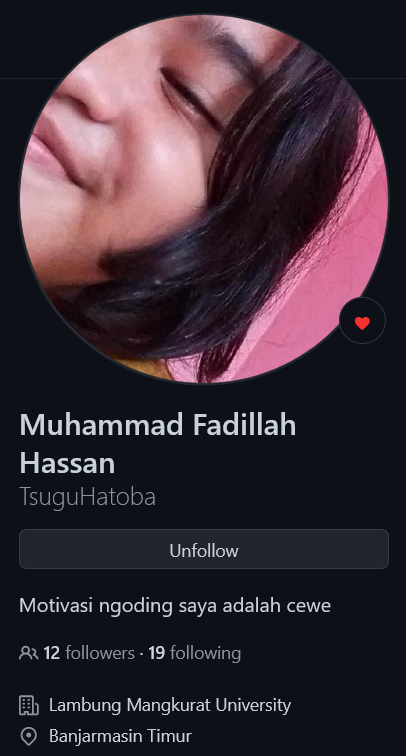 Muhammad Fadillah
Hassan
TsuguHatoba
Unfollow
Motivasi ngoding saya adalah cewe
12 followers · 19 following
Lambung Mangkurat University
Banjarmasin Timur